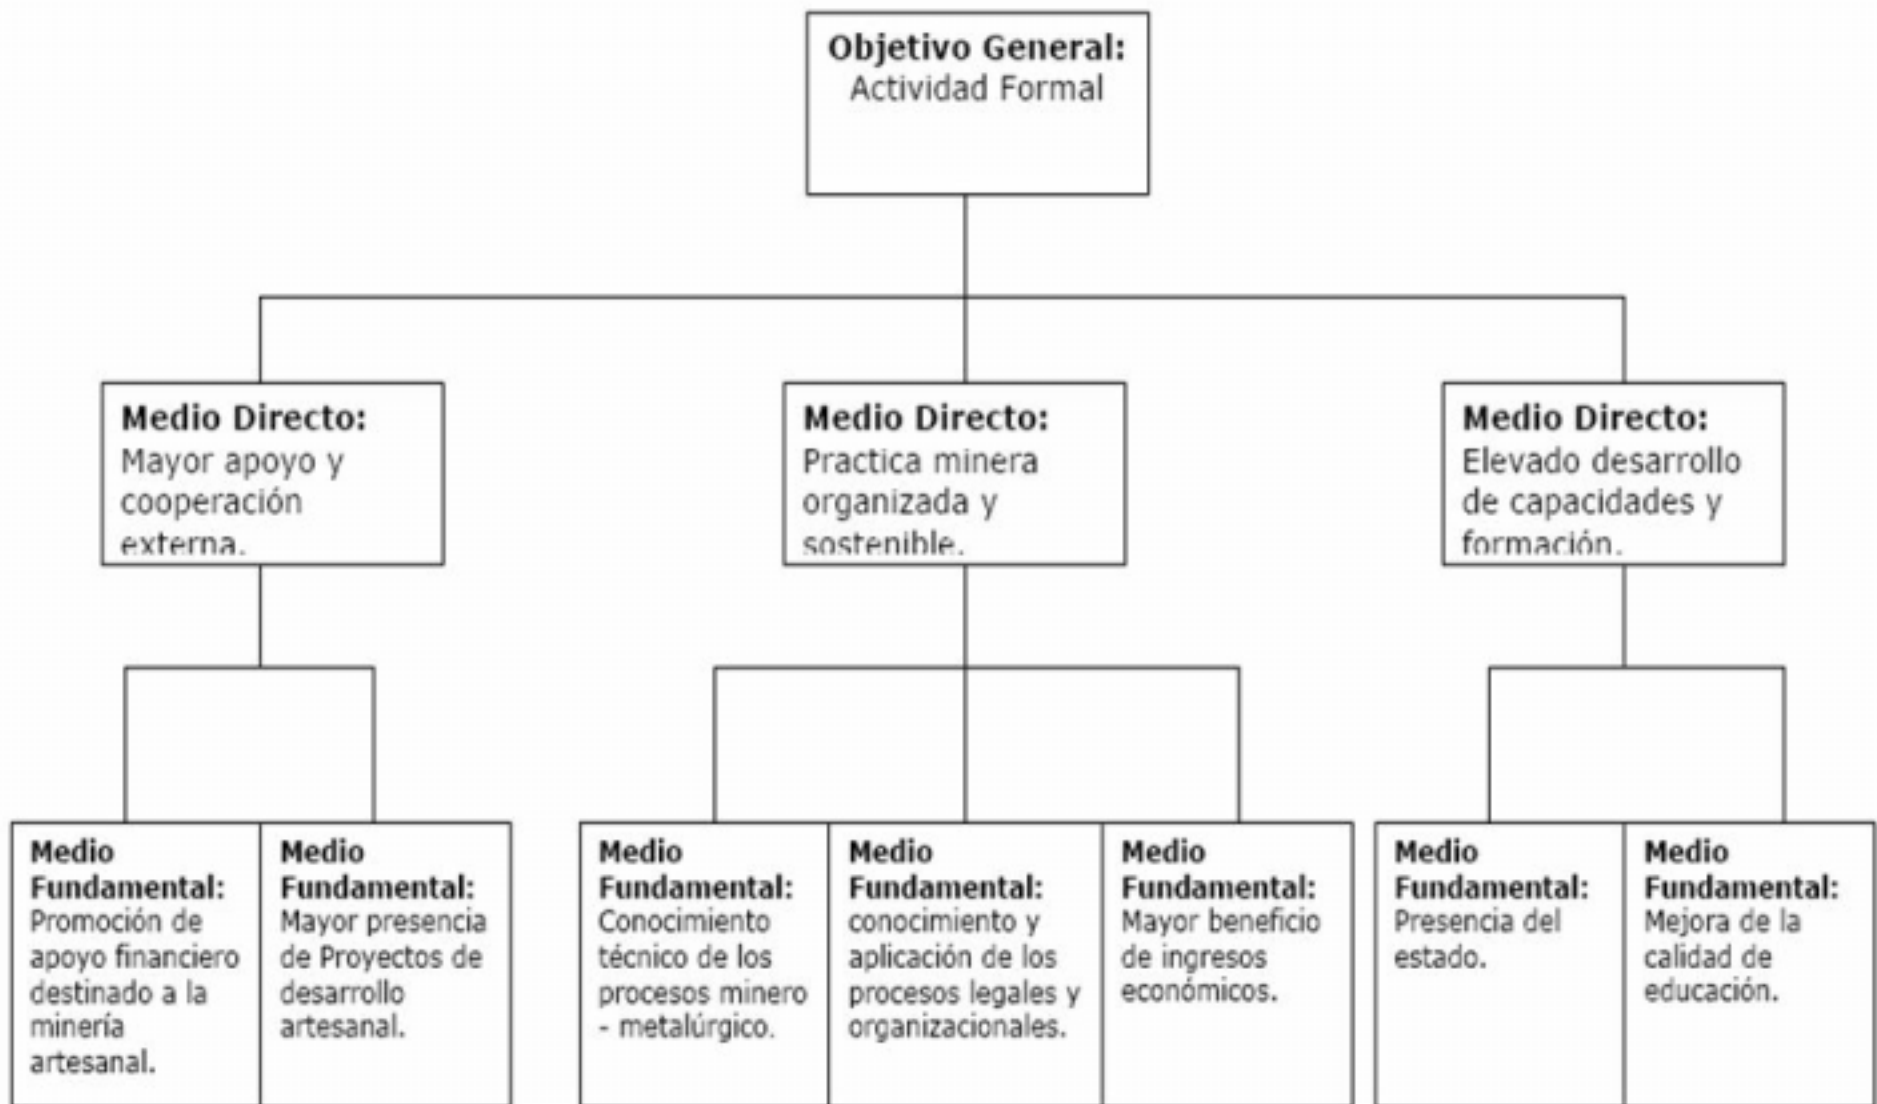 Objetivo General:
Actividad Formal
Medio Directo:
Mayor apoyo y
cooperación
externa.
Medio Directo:
Practica minera
organizada y
sostenible.
Medio Directo:
Elevado desarrollo
de capacidades y
formación.
Medio
Fundamental:
Promoción de
apoyo financiero
destinado a la
minería
artesanal.
Medio
Fundamental:
Mayor presencia
de Proyectos de
desarrollo
artesanal.
Medio
Fundamental:
Conocimiento
técnico de los
procesos minero
- metalúrgico.
Medio
Fundamental:
conocimiento y
aplicación de los
procesos legales y
organizacionales.
Medio
Fundamental:
Mayor beneficio
de ingresos
económicos.
Medio
Fundamental:
Presencia del
estado.
Medio
Fundamental:
Mejora de la
calidad de
educación.